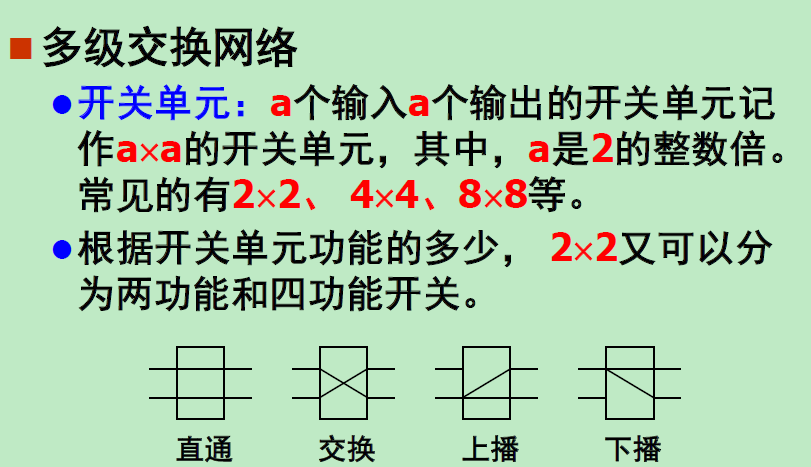 多级交换网络
开关单元：a个输入a个输出的开关单元记
作a×a的开关单元，其中，a是2的整数倍。
常见的有2×2、 4×4、8×8等。
根据开关单元功能的多少， 2×2又可以分
为两功能和四功能开关。
直通 交换 上播 下播